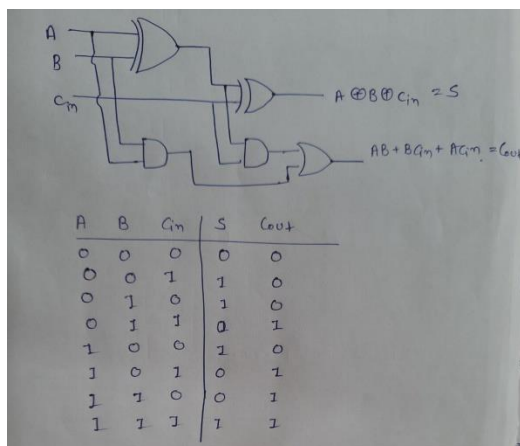 A
B
Cin
A⊕B⊕Cin = S
AB + BCin + ACin. = Cout
A B Cin S Cout
0 0 0 0 0
0 0 1 1 0
0 1 0 1 0
0 1 1 0 1
1 0 0 1 0
1 0 1 0 1
1 1 0 0 1
1 1 1 1 1